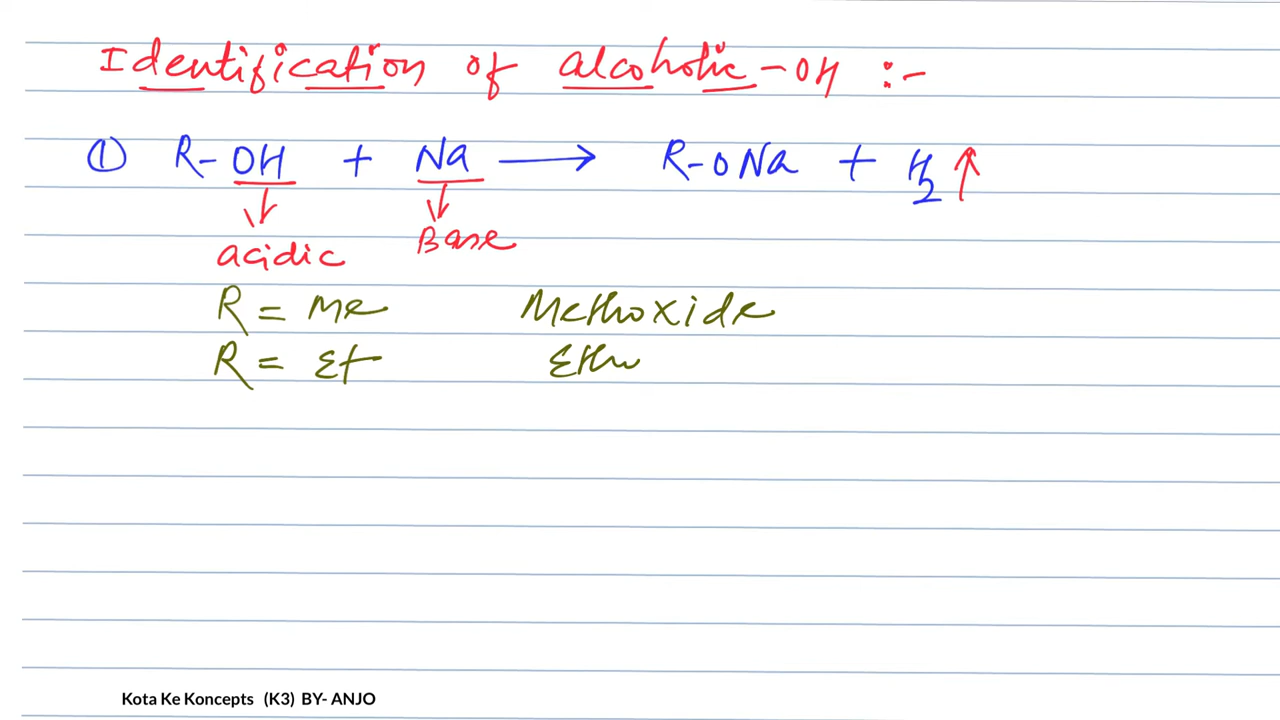 Identification of alcoholic -OH :-
① R-OH + Na ⟶ R-ONa + H2 ↑
acidic Base
R = Me Methoxide
R = Et Etho
Kota Ke Koncepts (K3) BY- ANJO